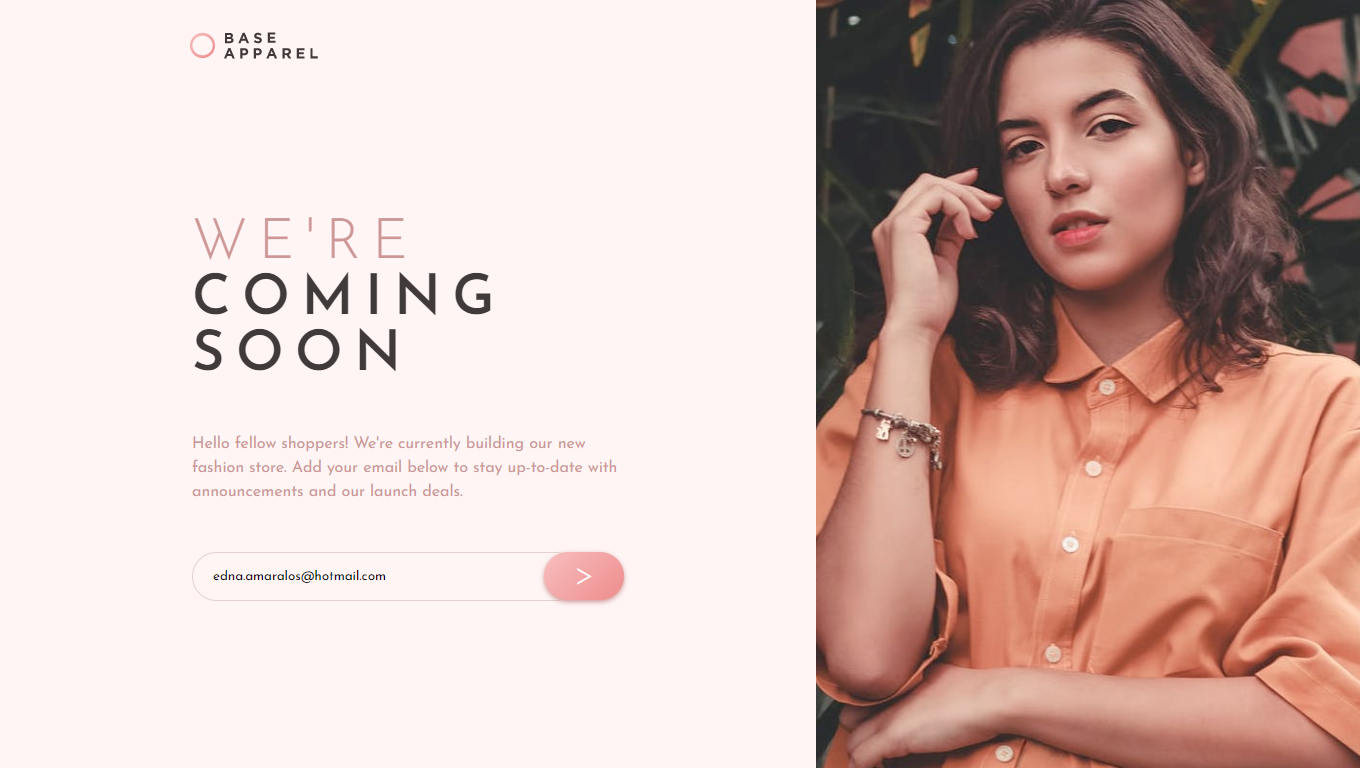 BASE
APPAREL
WE'RE
COMING
SOON
Hello fellow shoppers! We're currently building our new
fashion store. Add your email below to stay up-to-date with
announcements and our launch deals.
edna.amaralos@hotmail.com